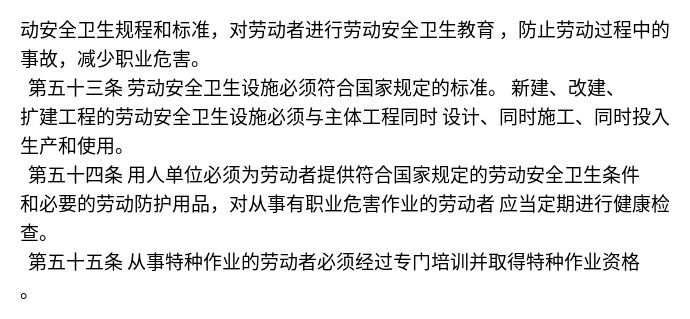 动安全卫生规程和标准，对劳动者进行劳动安全卫生教育 ，防止劳动过程中的
事故，减少职业危害。
第五十三条 劳动安全卫生设施必须符合国家规定的标准。 新建、改建、
扩建工程的劳动安全卫生设施必须与主体工程同时 设计、同时施工、同时投入
生产和使用。
第五十四条 用人单位必须为劳动者提供符合国家规定的劳动安全卫生条件
和必要的劳动防护用品，对从事有职业危害作业的劳动者 应当定期进行健康检
查。
第五十五条 从事特种作业的劳动者必须经过专门培训并取得特种作业资格
。